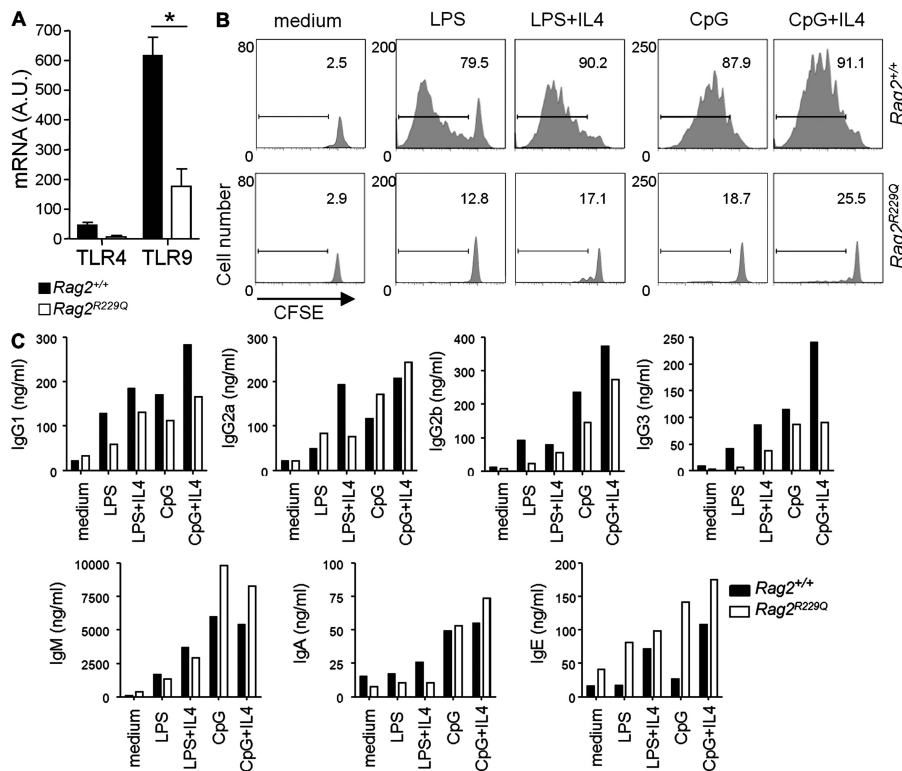 A
mRNA (A.U.)
700
600
500
400
300
200
100
0
*
TLR4 TLR9
Rag2+/+
Rag2R229Q
B
medium LPS LPS+IL4 CpG CpG+IL4
80 200 250
2.5 79.5 90.2 87.9 91.1
0 0 0
Rag2+/+
80 200 250
2.9 12.8 17.1 18.7 25.5
0 0 0
Rag2R229Q
Cell number
CFSE
C
IgG1 (ng/ml)
300
200
100
0
medium LPS LPS+IL4 CpG CpG+IL4
IgG2a (ng/ml)
300
200
100
0
medium LPS LPS+IL4 CpG CpG+IL4
IgG2b (ng/ml)
400
300
200
100
0
medium LPS LPS+IL4 CpG CpG+IL4
IgG3 (ng/ml)
250
200
150
100
50
0
medium LPS LPS+IL4 CpG CpG+IL4
IgM (ng/ml)
10000
7500
5000
2500
0
medium LPS LPS+IL4 CpG CpG+IL4
IgA (ng/ml)
100
75
50
25
0
medium LPS LPS+IL4 CpG CpG+IL4
IgE (ng/ml)
200
150
100
50
0
medium LPS LPS+IL4 CpG CpG+IL4
Rag2+/+
Rag2R229Q